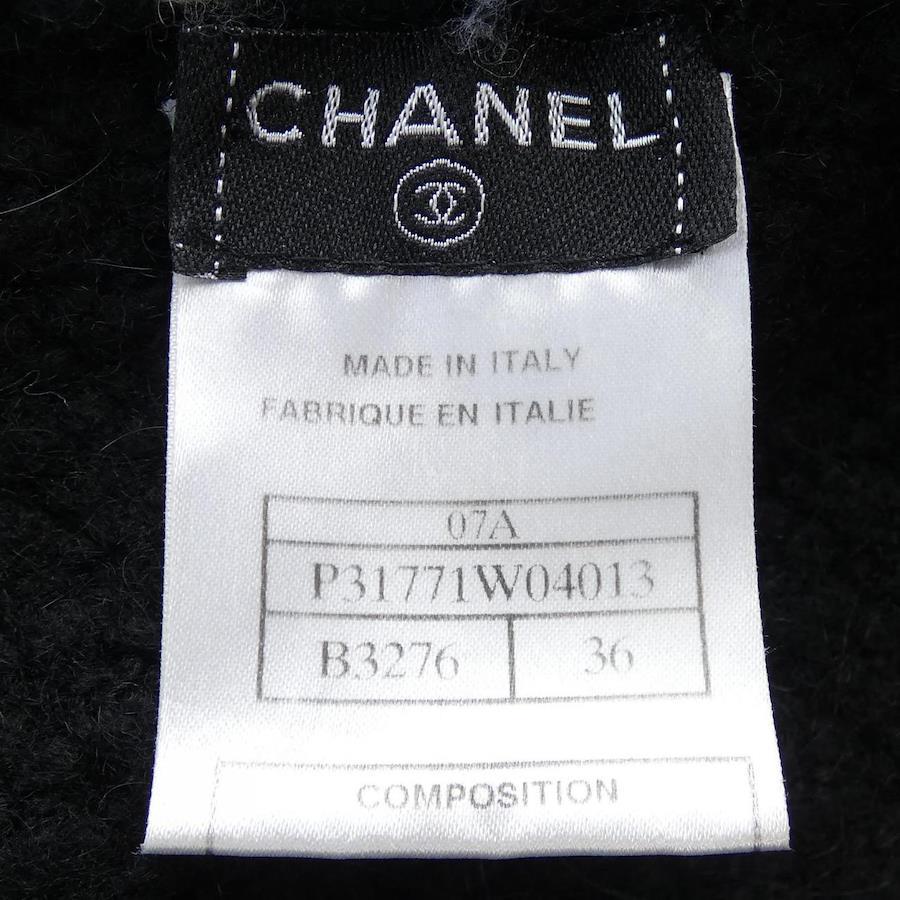 CHANEL
MADE IN ITALY
FABRIQUE EN ITALIE
07A
P31771W04013
B3276 36
COMPOSITION